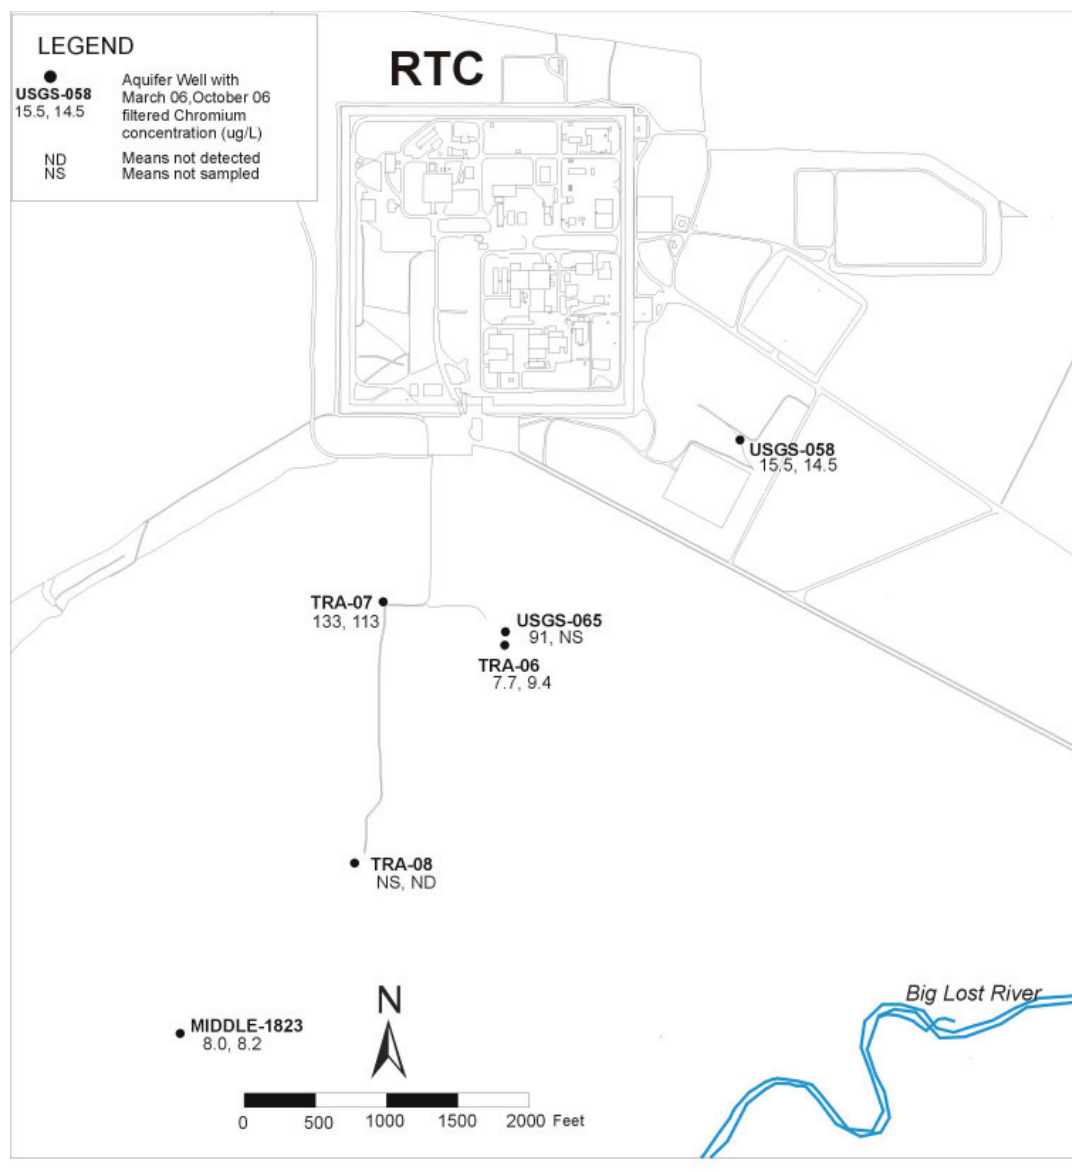 LEGEND
USGS-058
15.5, 14.5
Aquifer Well with
March 06,October 06
filtered Chromium
concentration (ug/L)
ND Means not detected
NS Means not sampled
RTC
USGS-058
15.5, 14.5
TRA-07
133, 113
USGS-065
91, NS
TRA-06
7.7, 9.4
TRA-08
NS, ND
Big Lost River
N
MIDDLE-1823
8.0, 8.2
0 500 1000 1500 2000 Feet